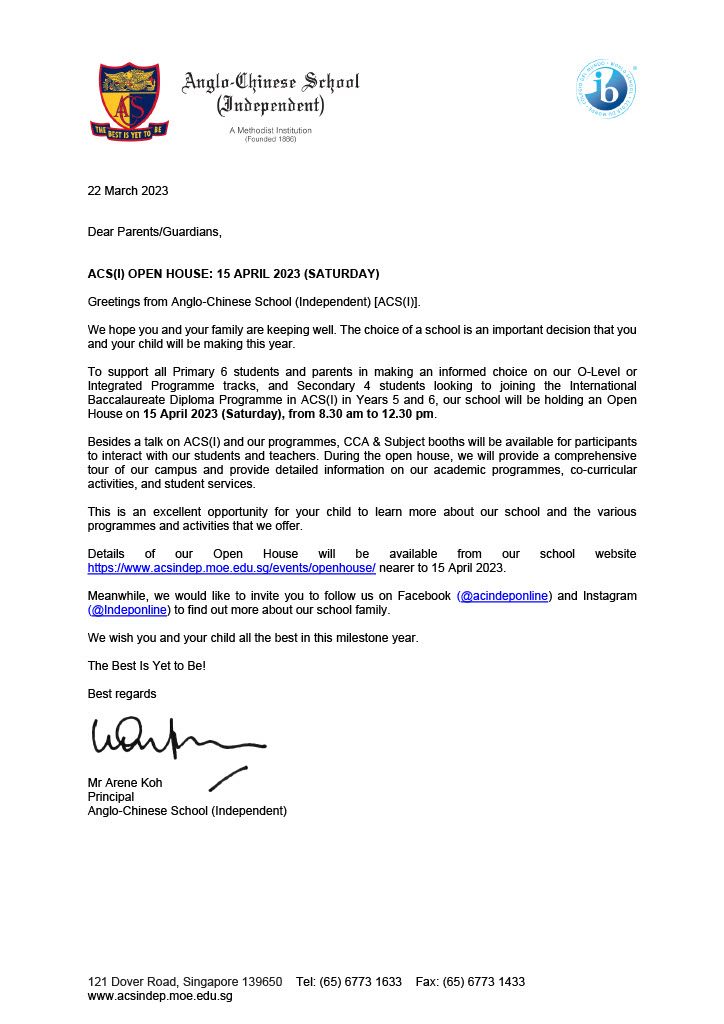 Anglo-Chinese School
(Independent)
A Methodist Institution
(Founded 1886)
ACS
THE BEST IS YET TO BE
ib
22 March 2023
Dear Parents/Guardians,
ACS(I) OPEN HOUSE: 15 APRIL 2023 (SATURDAY)
Greetings from Anglo-Chinese School (Independent) [ACS(I)].
We hope you and your family are keeping well. The choice of a school is an important decision that you
and your child will be making this year.
To support all Primary 6 students and parents in making an informed choice on our O-Level or
Integrated Programme tracks, and Secondary 4 students looking to joining the International
Baccalaureate Diploma Programme in ACS(I) in Years 5 and 6, our school will be holding an Open
House on 15 April 2023 (Saturday), from 8.30 am to 12.30 pm.
Besides a talk on ACS(I) and our programmes, CCA & Subject booths will be available for participants
to interact with our students and teachers. During the open house, we will provide a comprehensive
tour of our campus and provide detailed information on our academic programmes, co-curricular
activities, and student services.
This is an excellent opportunity for your child to learn more about our school and the various
programmes and activities that we offer.
Details of our Open House will be available from our school website
https://www.acsindep.moe.edu.sg/events/openhouse/ nearer to 15 April 2023.
Meanwhile, we would like to invite you to follow us on Facebook (@acindeponline) and Instagram
(@Indeponline) to find out more about our school family.
We wish you and your child all the best in this milestone year.
The Best Is Yet to Be!
Best regards
Mr Arene Koh
Principal
Anglo-Chinese School (Independent)
121 Dover Road, Singapore 139650 Tel: (65) 6773 1633 Fax: (65) 6773 1433
www.acsindep.moe.edu.sg